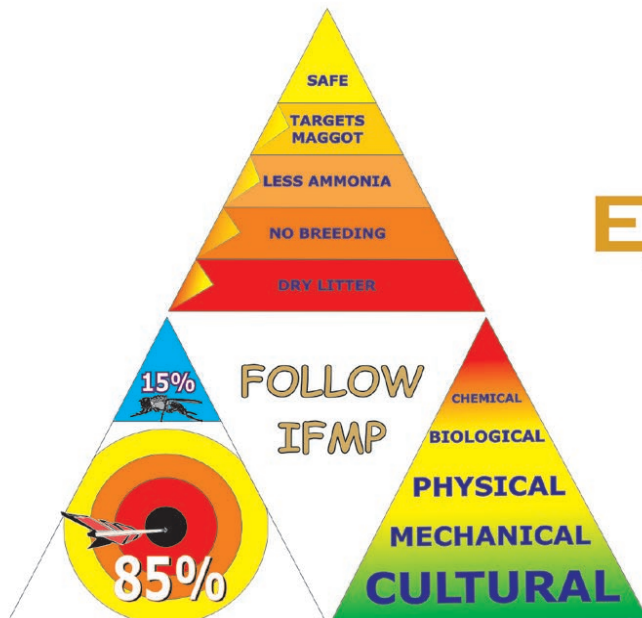 SAFE
TARGETS
MAGGOT
LESS AMMONIA
NO BREEDING
DRY LITTER
E
15%
FOLLOW
IFMP
85%
CHEMICAL
BIOLOGICAL
PHYSICAL
MECHANICAL
CULTURAL